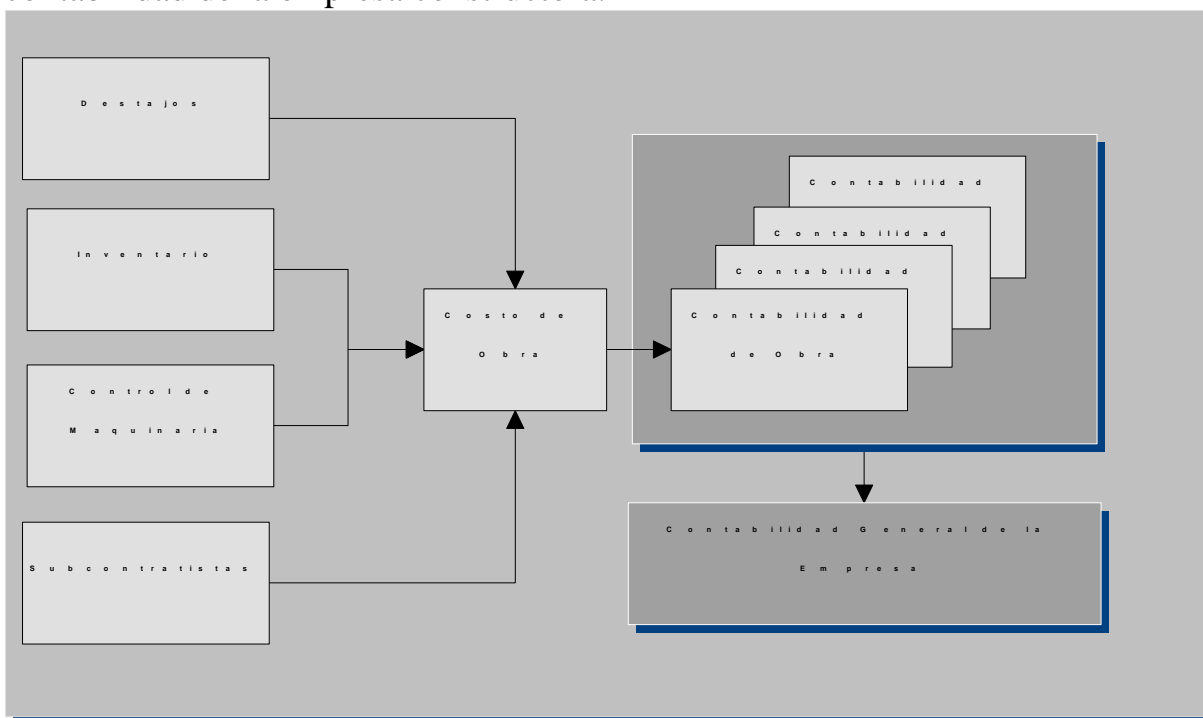 Destajos
Inventario
Control de
Maquinaria
Subcontratistas
Costo de
Obra
Contabilidad
Contabilidad
Contabilidad
Contabilidad
de Obra
Contabilidad General de la
Empresa